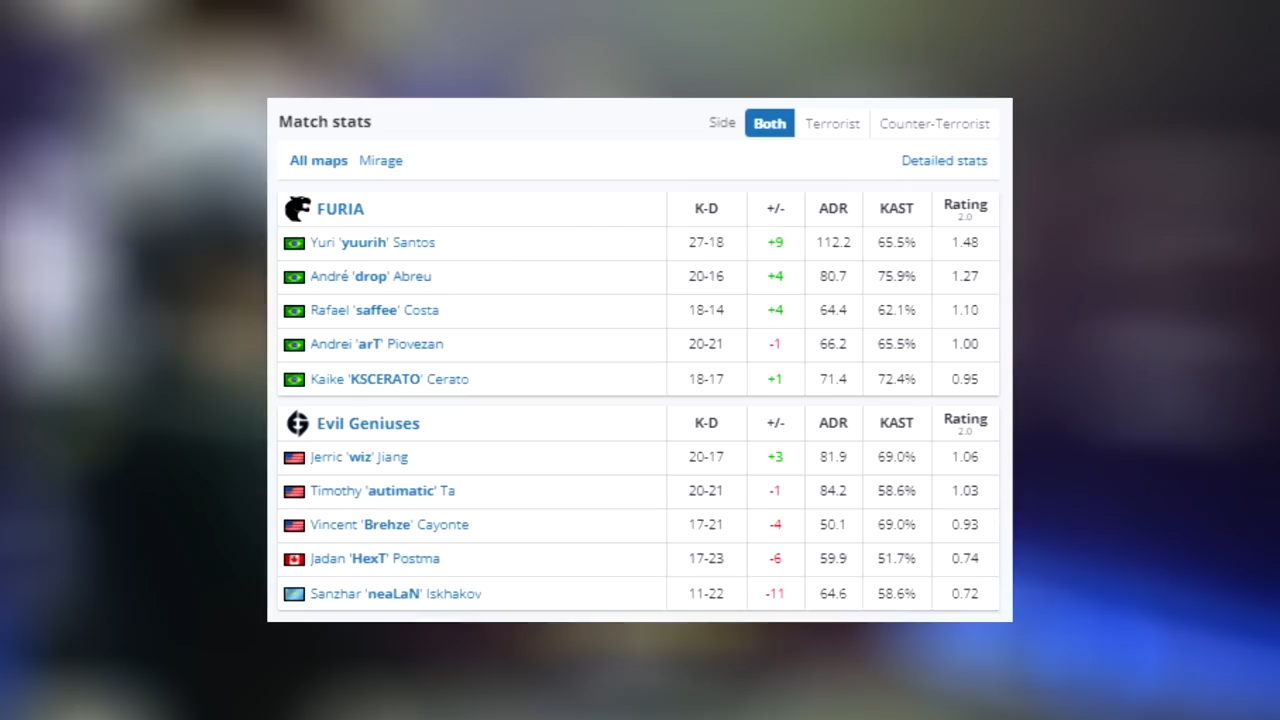 Match stats Side Both Terrorist Counter-Terrorist
All maps Mirage Detailed stats
FURIA K-D +/- ADR KAST Rating 2.0
Yuri 'yuurih' Santos 27-18 +9 112.2 65.5% 1.48
André 'drop' Abreu 20-16 +4 80.7 75.9% 1.27
Rafael 'saffee' Costa 18-14 +4 64.4 62.1% 1.10
Andrei 'arT' Piovezan 20-21 -1 66.2 65.5% 1.00
Kaike 'KSCERATO' Cerato 18-17 +1 71.4 72.4% 0.95
Evil Geniuses K-D +/- ADR KAST Rating 2.0
Jerric 'wiz' Jiang 20-17 +3 81.9 69.0% 1.06
Timothy 'autimatic' Ta 20-21 -1 84.2 58.6% 1.03
Vincent 'Brehze' Cayonte 17-21 -4 50.1 69.0% 0.93
Jadan 'HexT' Postma 17-23 -6 59.9 51.7% 0.74
Sanzhar 'neaLaN' Iskhakov 11-22 -11 64.6 58.6% 0.72